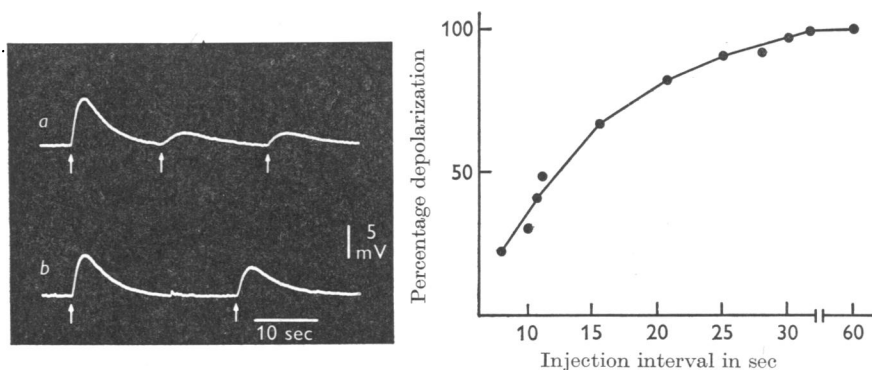 a
b
5
mV
10 sec
Percentage depolarization
100
50
10 15 20 25 30 60
Injection interval in sec